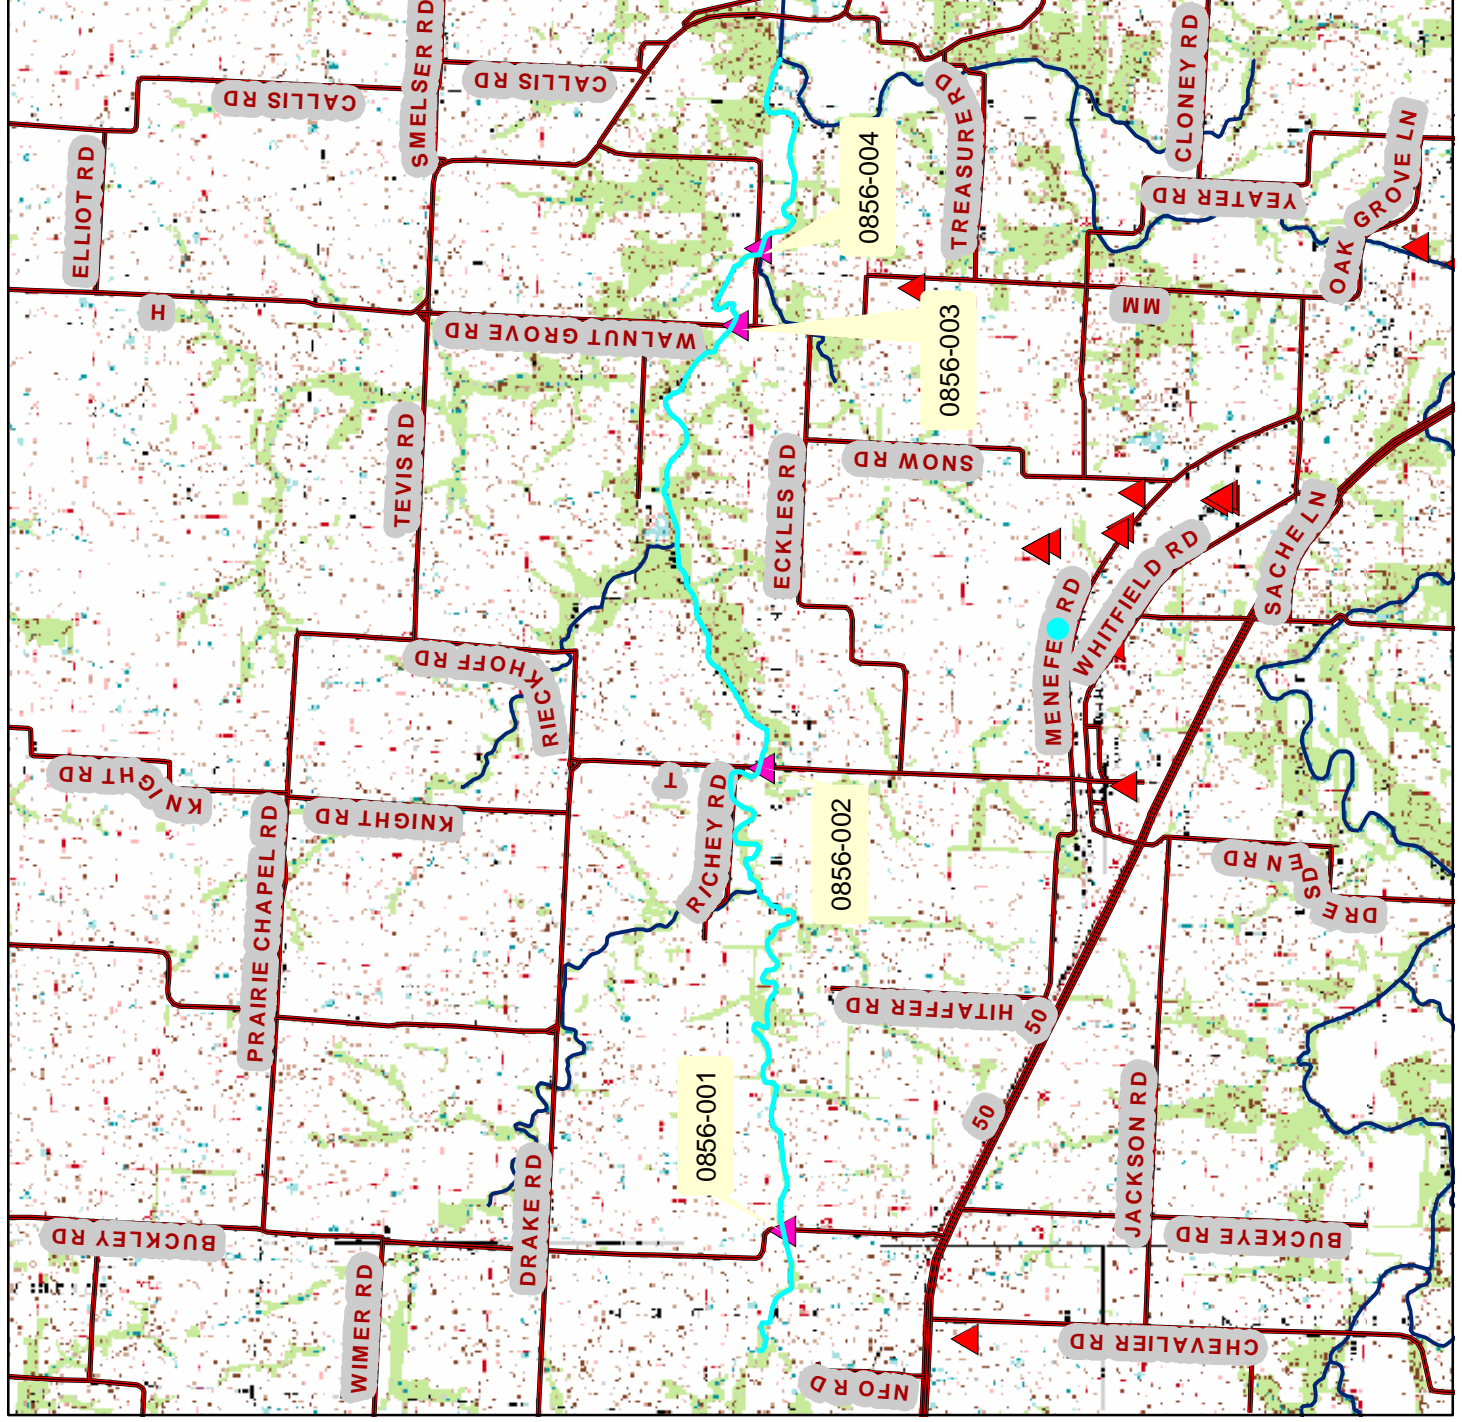 SMELSER RD
CALLIS RD
CALLIS RD
ELLIOT RD
CLONEY RD
TREASURE RD
YEATER RD
OAK GROVE LN
0856-004
H
WALNUT GROVE RD
MM
0856-003
TEVIS RD
ECKLES RD
SNOW RD
SACHE LN
WHITFIELD RD
MENEFE RD
RIECKHOFF RD
KNIGHT RD
KNIGHT RD
T
RICHEY RD
PRAIRIE CHAPEL RD
0856-002
DRESDEN RD
HITAFFER RD
50
50
0856-001
JACKSON RD
BUCKLEY RD
DRAKE RD
WIMER RD
BUCKEYE RD
CHEVALIER RD
NFORD